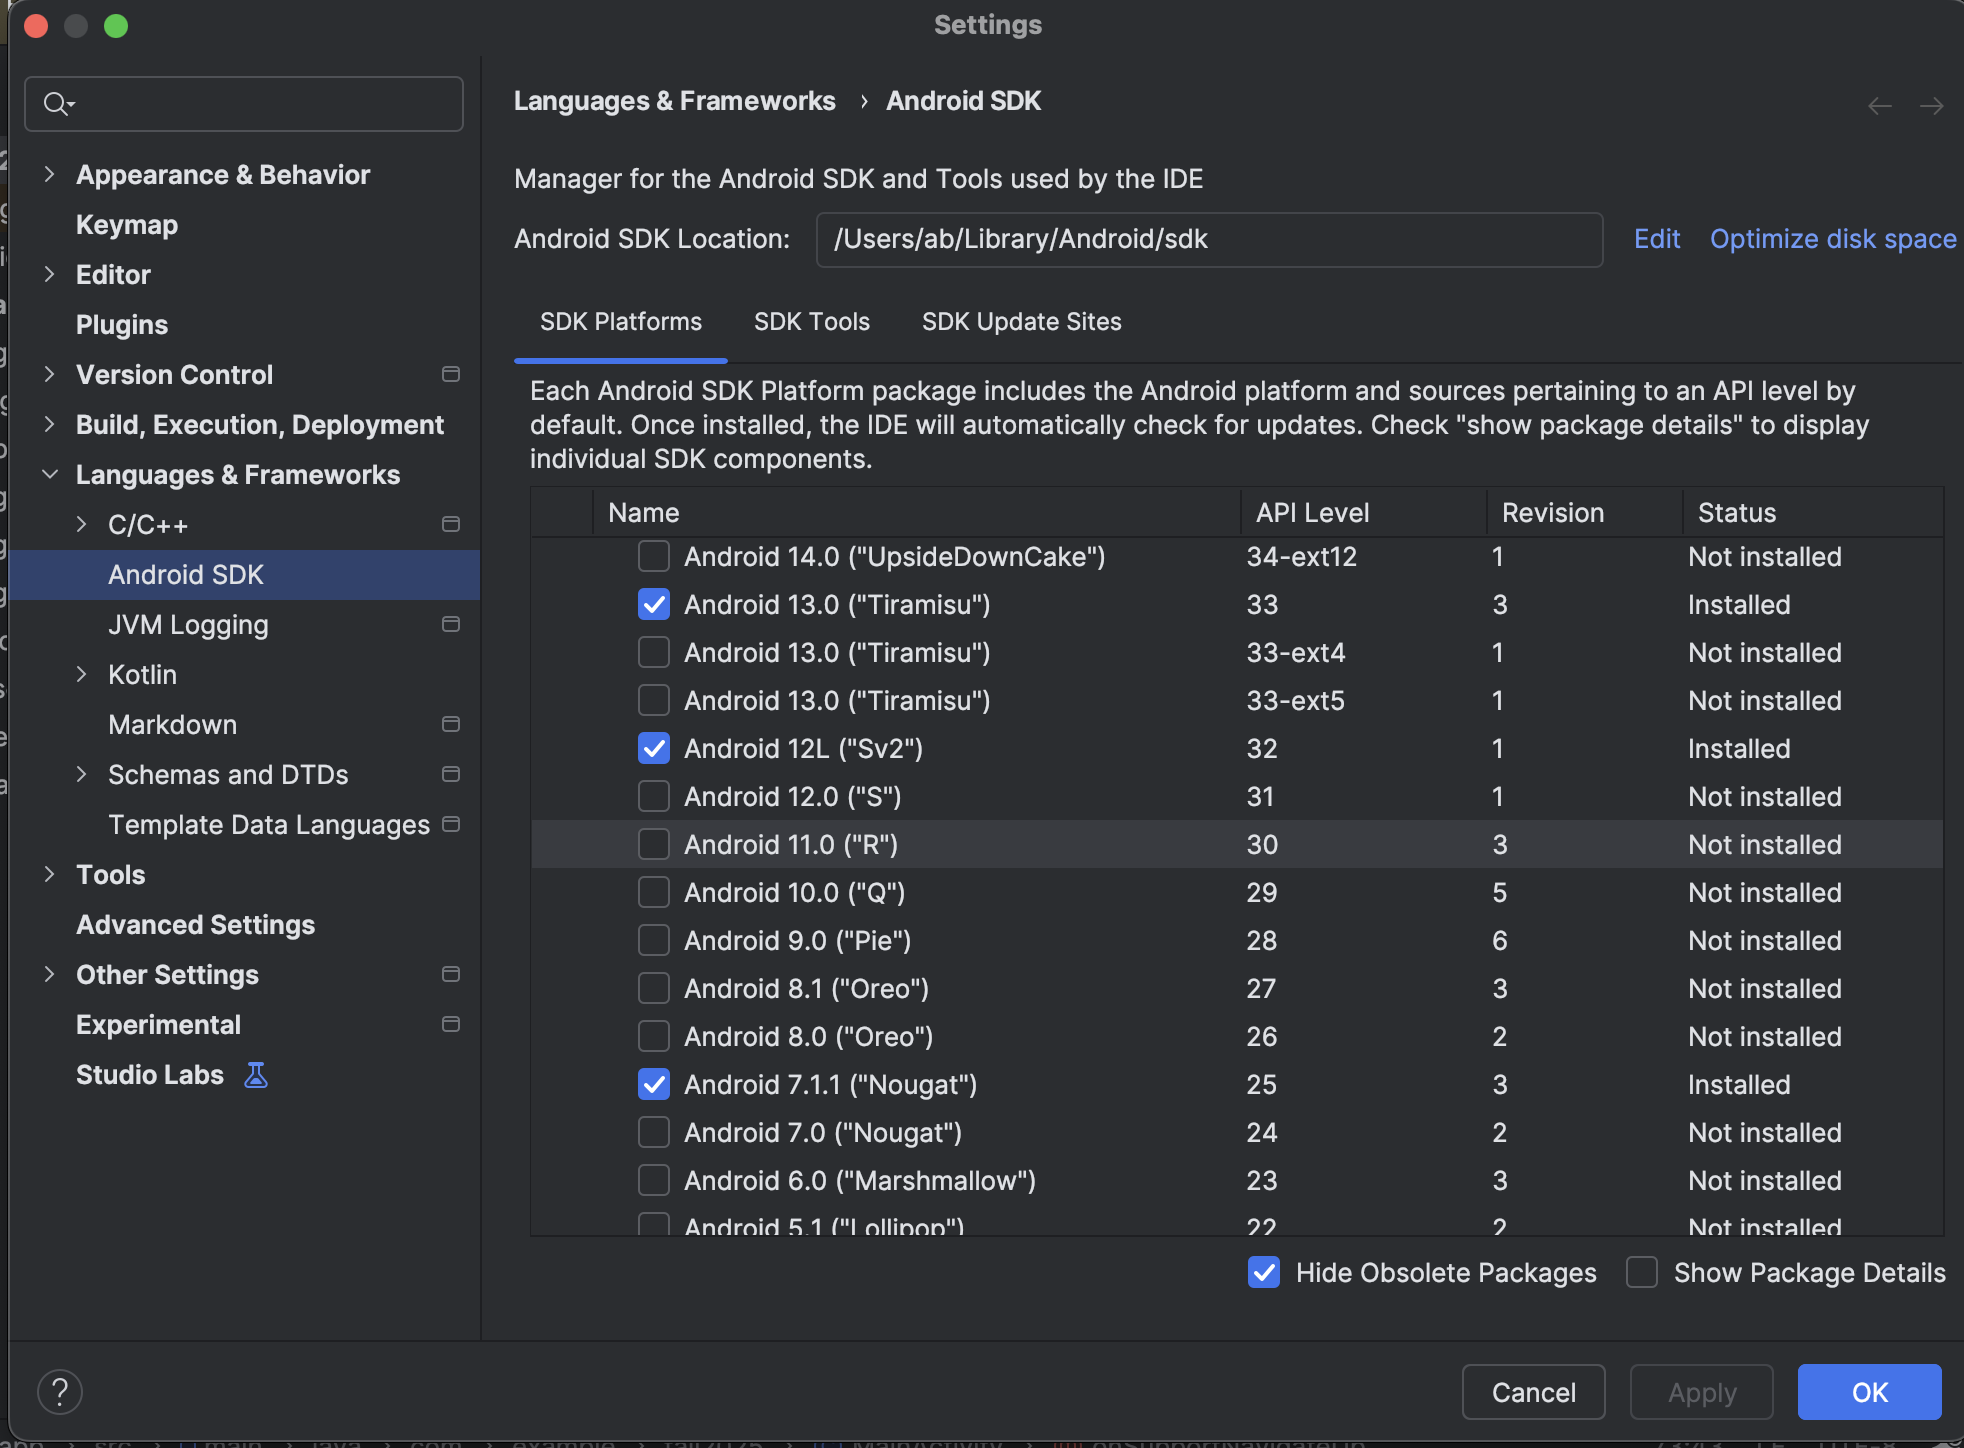 Settings
Languages & Frameworks › Android SDK
Appearance & Behavior
Keymap
Editor
Plugins
Version Control
Build, Execution, Deployment
Languages & Frameworks
C/C++
Android SDK
JVM Logging
Kotlin
Markdown
Schemas and DTDs
Template Data Languages
Tools
Advanced Settings
Other Settings
Experimental
Studio Labs
Manager for the Android SDK and Tools used by the IDE
Android SDK Location: /Users/ab/Library/Android/sdk Edit Optimize disk space
SDK Platforms SDK Tools SDK Update Sites
Each Android SDK Platform package includes the Android platform and sources pertaining to an API level by
default. Once installed, the IDE will automatically check for updates. Check "show package details" to display
individual SDK components.
Name API Level Revision Status
Android 14.0 ("UpsideDownCake") 34-ext12 1 Not installed
Android 13.0 ("Tiramisu") 33 3 Installed
Android 13.0 ("Tiramisu") 33-ext4 1 Not installed
Android 13.0 ("Tiramisu") 33-ext5 1 Not installed
Android 12L ("Sv2") 32 1 Installed
Android 12.0 ("S") 31 1 Not installed
Android 11.0 ("R") 30 3 Not installed
Android 10.0 ("Q") 29 5 Not installed
Android 9.0 ("Pie") 28 6 Not installed
Android 8.1 ("Oreo") 27 3 Not installed
Android 8.0 ("Oreo") 26 2 Not installed
Android 7.1.1 ("Nougat") 25 3 Installed
Android 7.0 ("Nougat") 24 2 Not installed
Android 6.0 ("Marshmallow") 23 3 Not installed
Android 5.1 ("Lollipop") 22 2 Not installed
Hide Obsolete Packages Show Package Details
? Cancel Apply OK